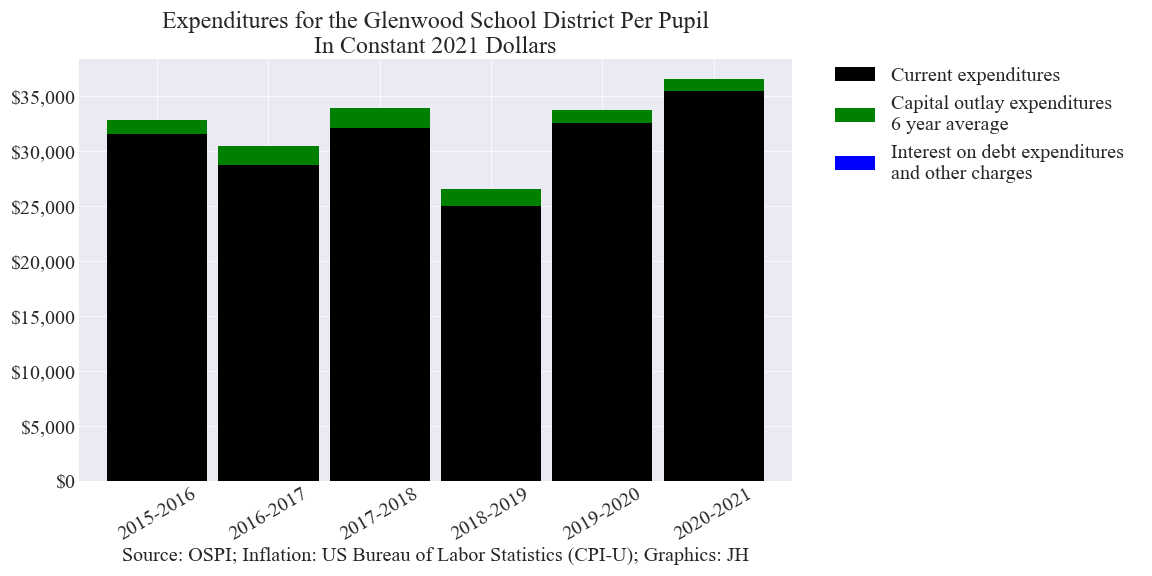 Expenditures for the Glenwood School District Per Pupil
In Constant 2021 Dollars
Current expenditures
Capital outlay expenditures
6 year average
Interest on debt expenditures
and other charges
$35,000
$30,000
$25,000
$20,000
$15,000
$10,000
$5,000
$0
2015-2016
2016-2017
2017-2018
2018-2019
2019-2020
2020-2021
Source: OSPI; Inflation: US Bureau of Labor Statistics (CPI-U); Graphics: JH